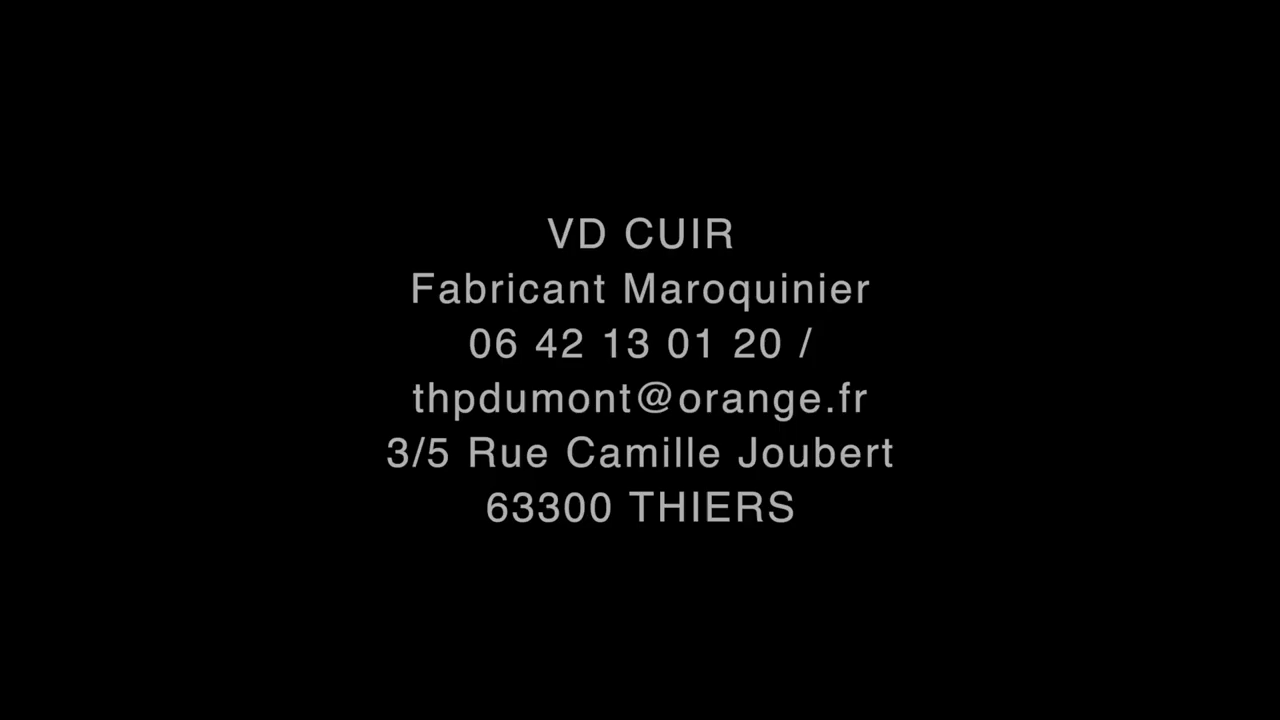 VD CUIR
Fabricant Maroquinier
06 42 13 01 20 /
thpdumont@orange.fr
3/5 Rue Camille Joubert
63300 THIERS